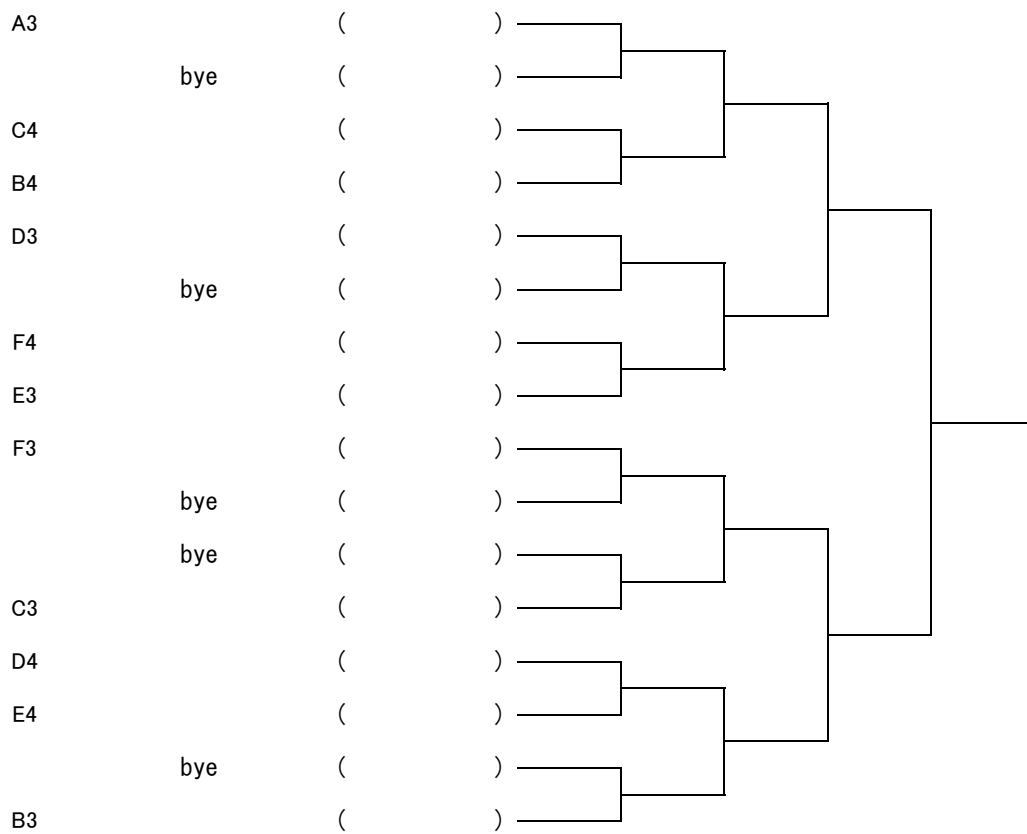 A3 ( )
bye ( )
C4 ( )
B4 ( )
D3 ( )
bye ( )
F4 ( )
E3 ( )
F3 ( )
bye ( )
bye ( )
C3 ( )
D4 ( )
E4 ( )
bye ( )
B3 ( )